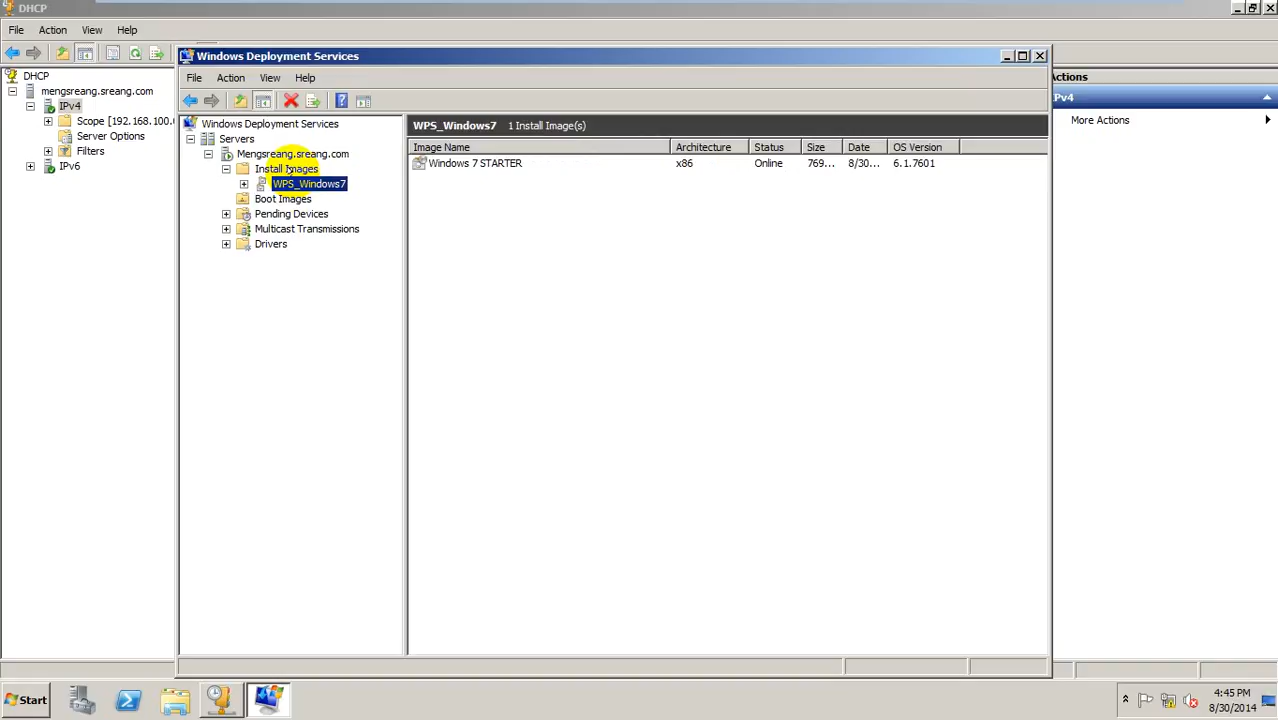 DHCP
File Action View Help
DHCP
mengsreang.sreang.com
IPv4
Scope [192.168.100.
Server Options
Filters
IPv6
Windows Deployment Services
File Action View Help
Windows Deployment Services
Servers
Mengsreang.sreang.com
Install Images
WPS_Windows7
Boot Images
Pending Devices
Multicast Transmissions
Drivers
WPS_Windows7 1 Install Image(s)
Image Name Architecture Status Size Date OS Version
Windows 7 STARTER x86 Online 769... 8/30... 6.1.7601
Actions
IPv4
More Actions
Start
4:45 PM
8/30/2014